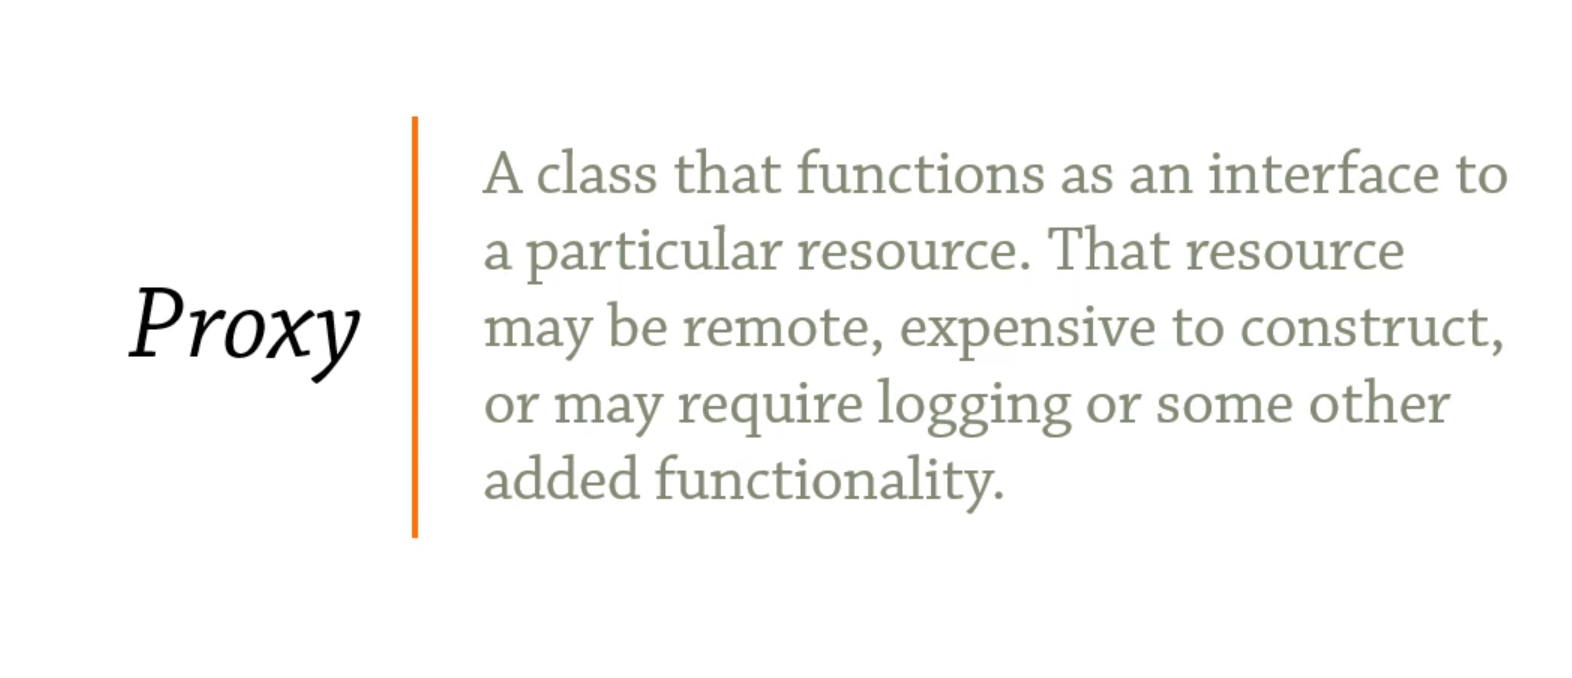 Proxy
A class that functions as an interface to
a particular resource. That resource
may be remote, expensive to construct,
or may require logging or some other
added functionality.